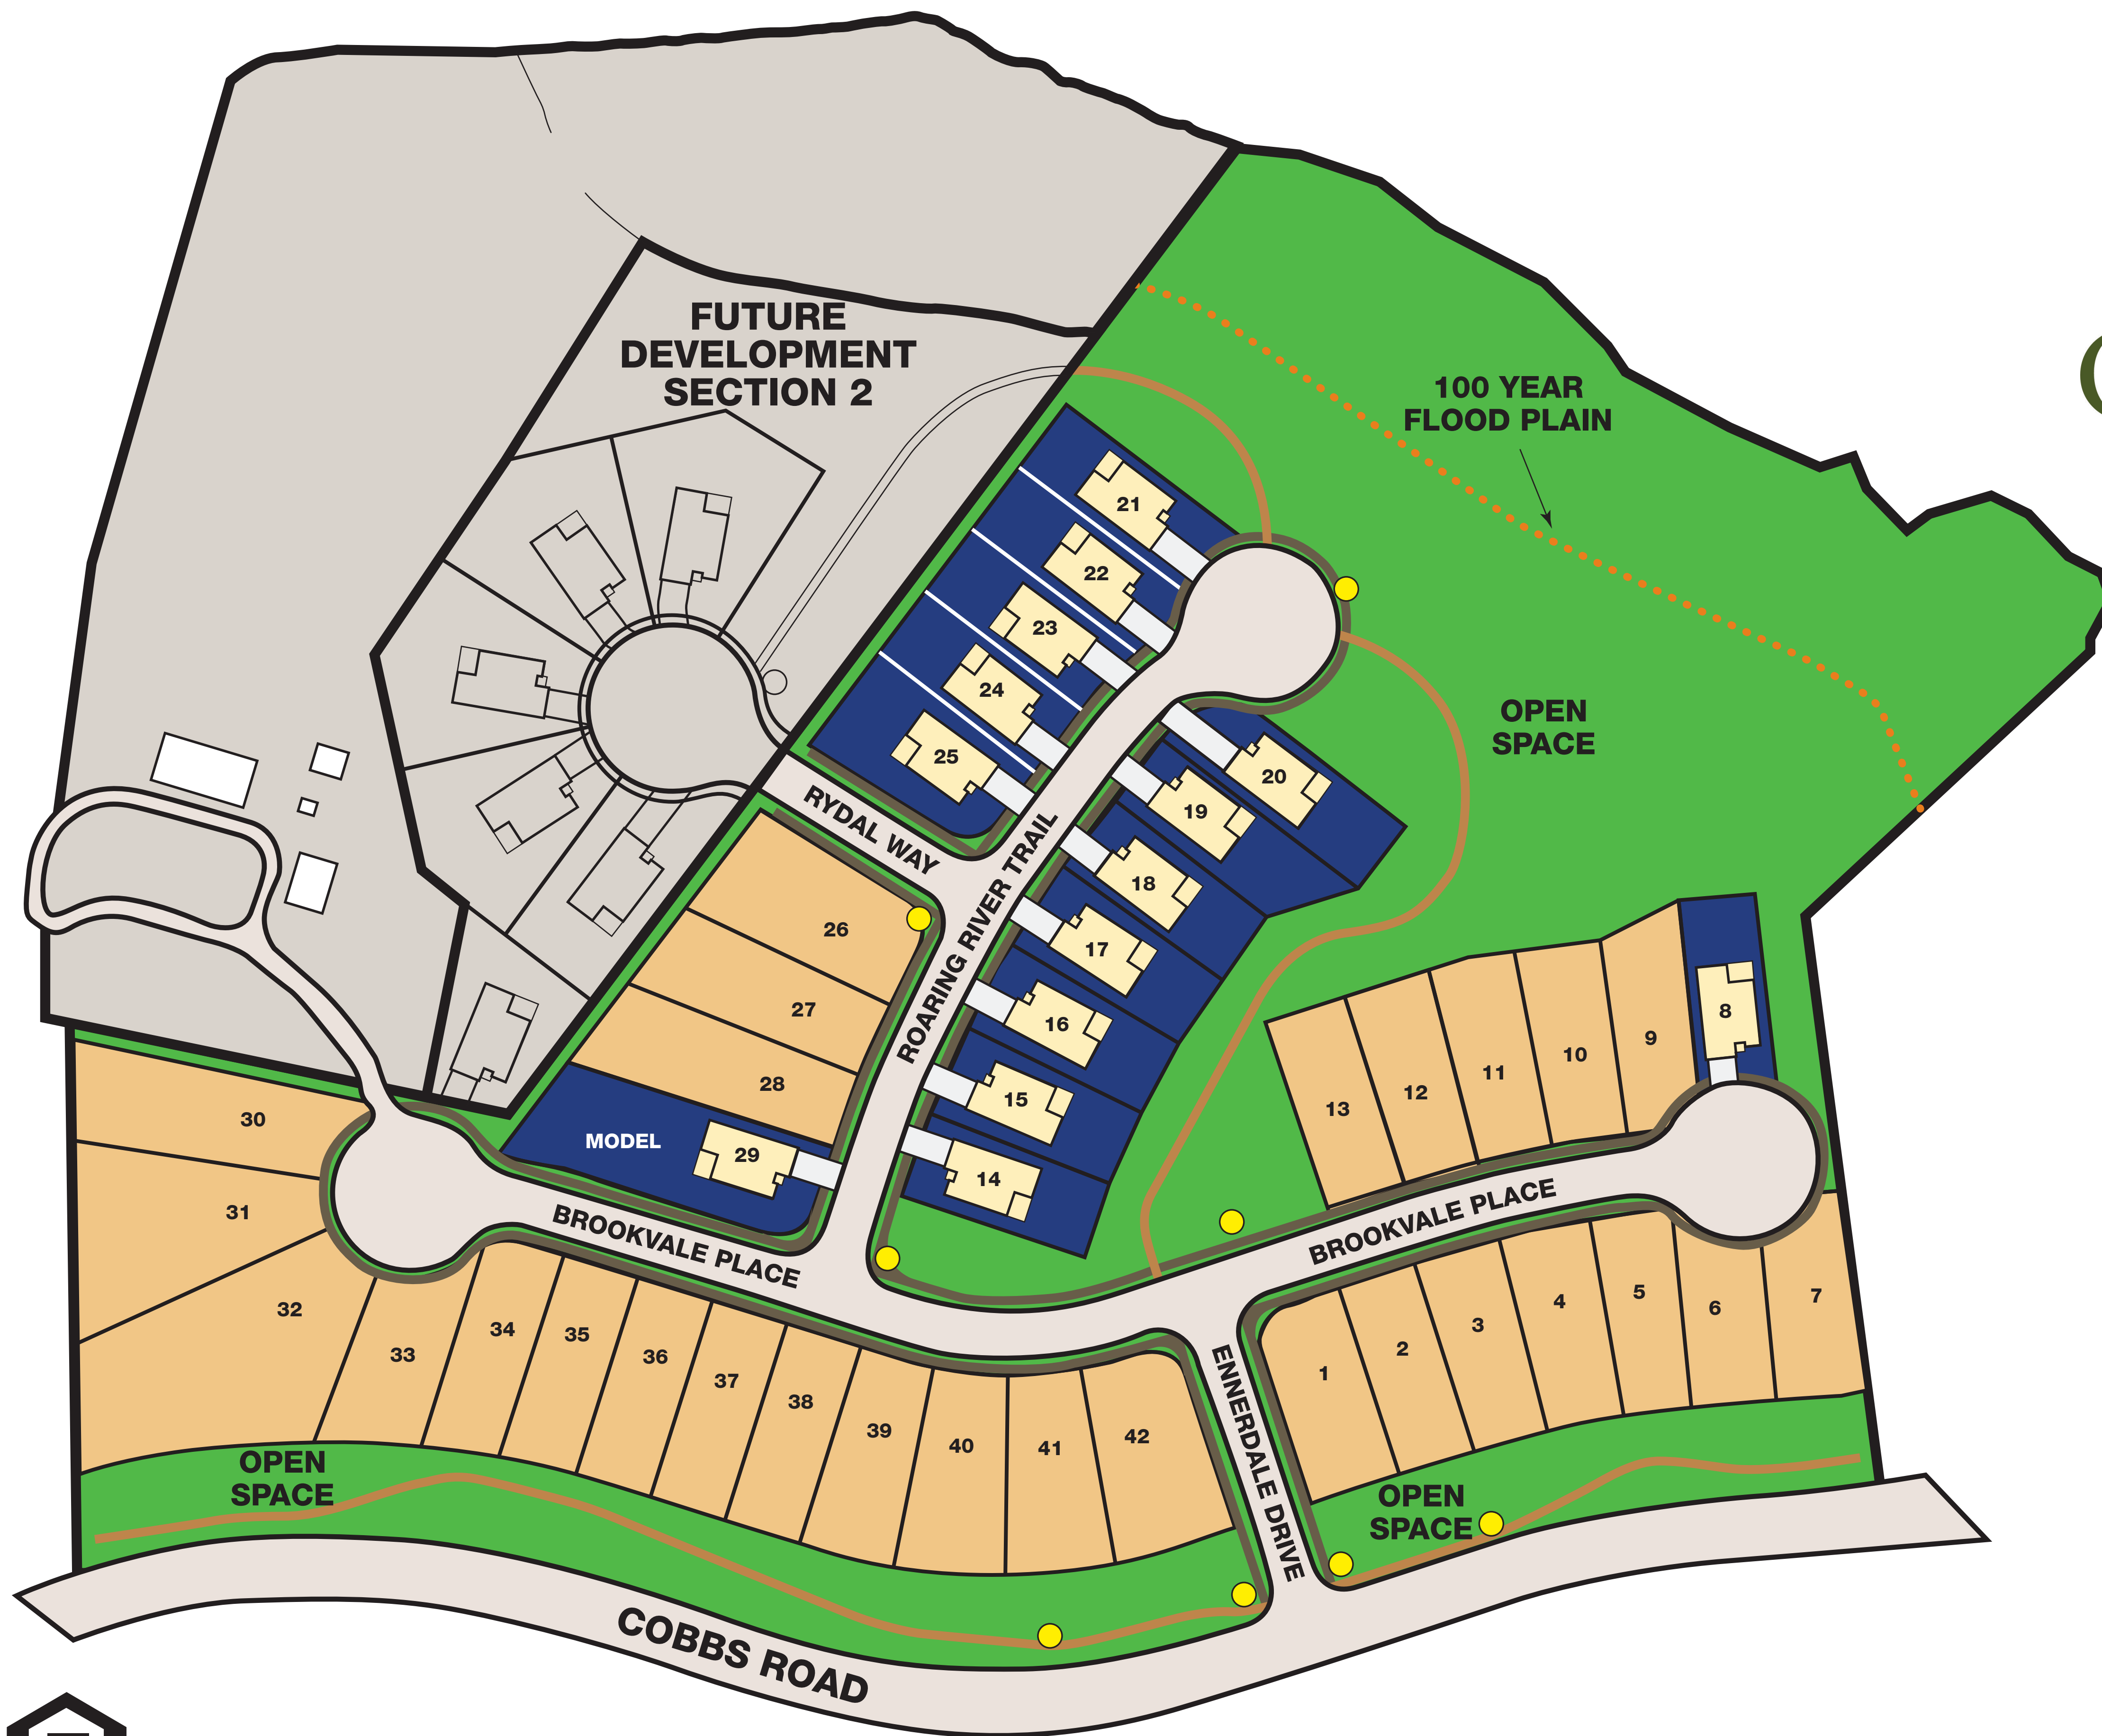 FUTURE
DEVELOPMENT
SECTION 2
100 YEAR
FLOOD PLAIN
OPEN
SPACE
21
22
23
24
25
RYDAL WAY
ROARING RIVER TRAIL
20
19
18
17
16
15
14
26
27
28
MODEL
29
8
9
10
11
12
13
30
31
32
33
34
35
36
37
38
39
40
41
42
BROOKVALE PLACE
BROOKVALE PLACE
1
2
3
4
5
6
7
ENNERDALE DRIVE
OPEN
SPACE
OPEN
SPACE
COBBS ROAD